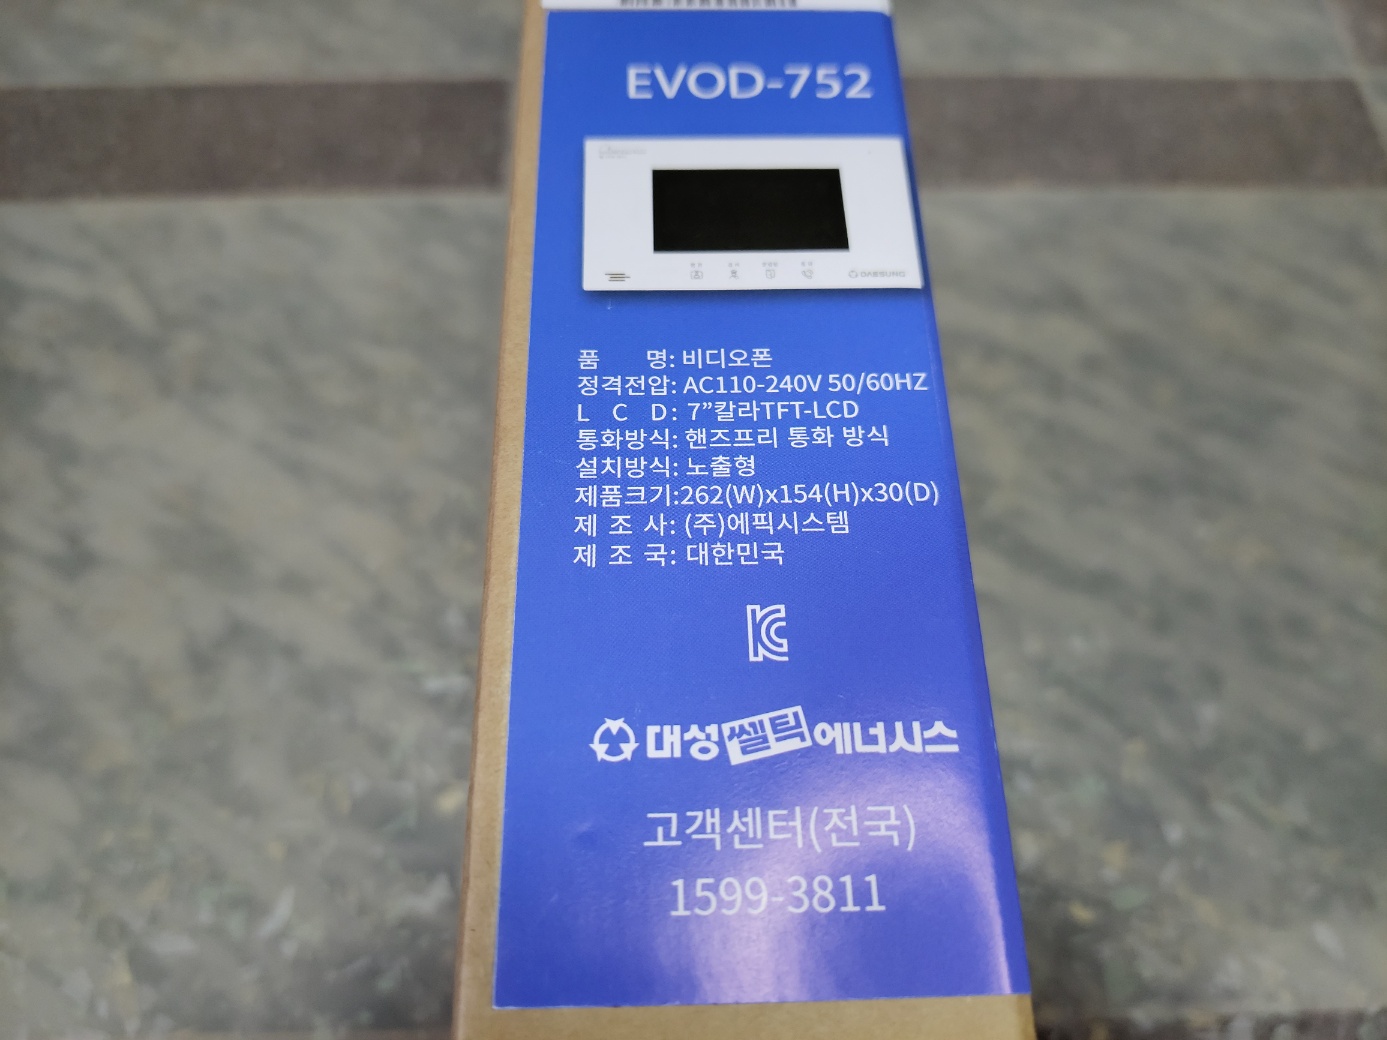 EVOD-752
DAESUNG
품 명: 비디오폰
정격전압: AC110-240V 50/60HZ
L C D: 7”칼라TFT-LCD
통화방식: 핸즈프리 통화 방식
설치방식: 노출형
제품크기:262(W)x154(H)x30(D)
제 조 사: (주)에픽시스템
제 조 국: 대한민국
KC
대성쎌틱에너시스
고객센터(전국)
1599-3811